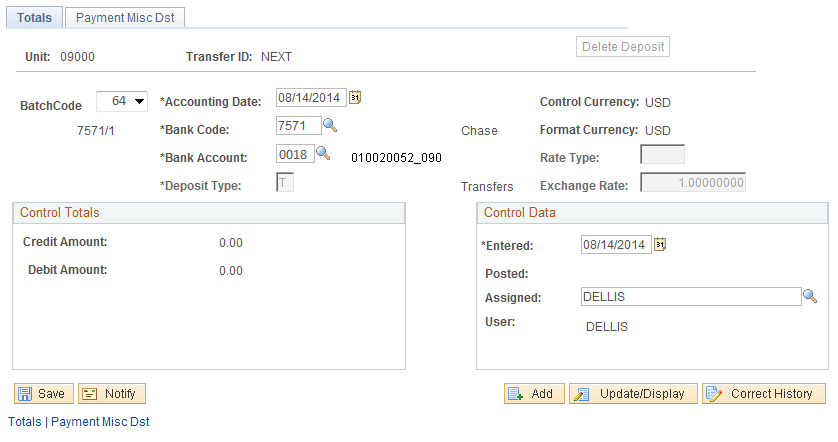 Totals Payment Misc Dst
Delete Deposit
Unit: 09000 Transfer ID: NEXT
BatchCode 64 *Accounting Date: 08/14/2014 31 Control Currency: USD
7571/1 *Bank Code: 7571 Chase Format Currency: USD
*Bank Account: 0018 010020052_090 Rate Type:
*Deposit Type: T Transfers Exchange Rate: 1.00000000
Control Totals Control Data
Credit Amount: 0.00 *Entered: 08/14/2014 31
Debit Amount: 0.00 Posted:
Assigned: DELLIS
User: DELLIS
Save Notify Add Update/Display Correct History
Totals | Payment Misc Dst